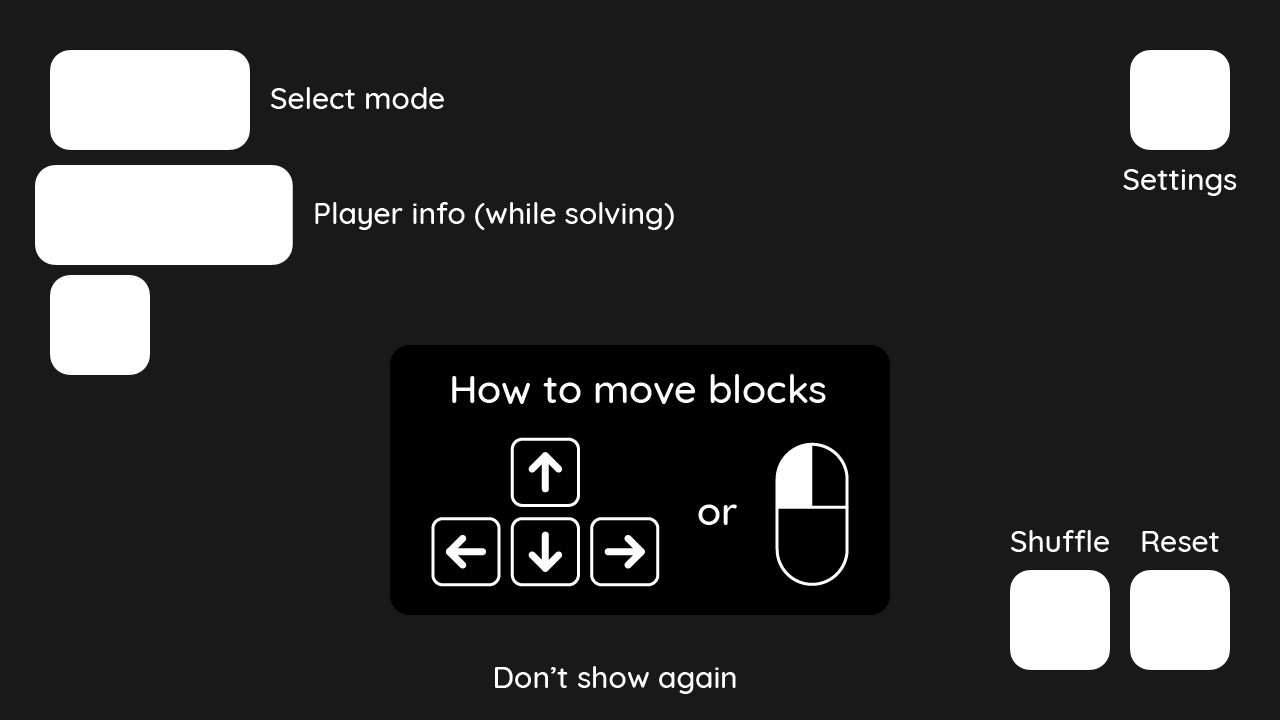 Select mode
Settings
Player info (while solving)
How to move blocks
or
Shuffle
Reset
Don’t show again